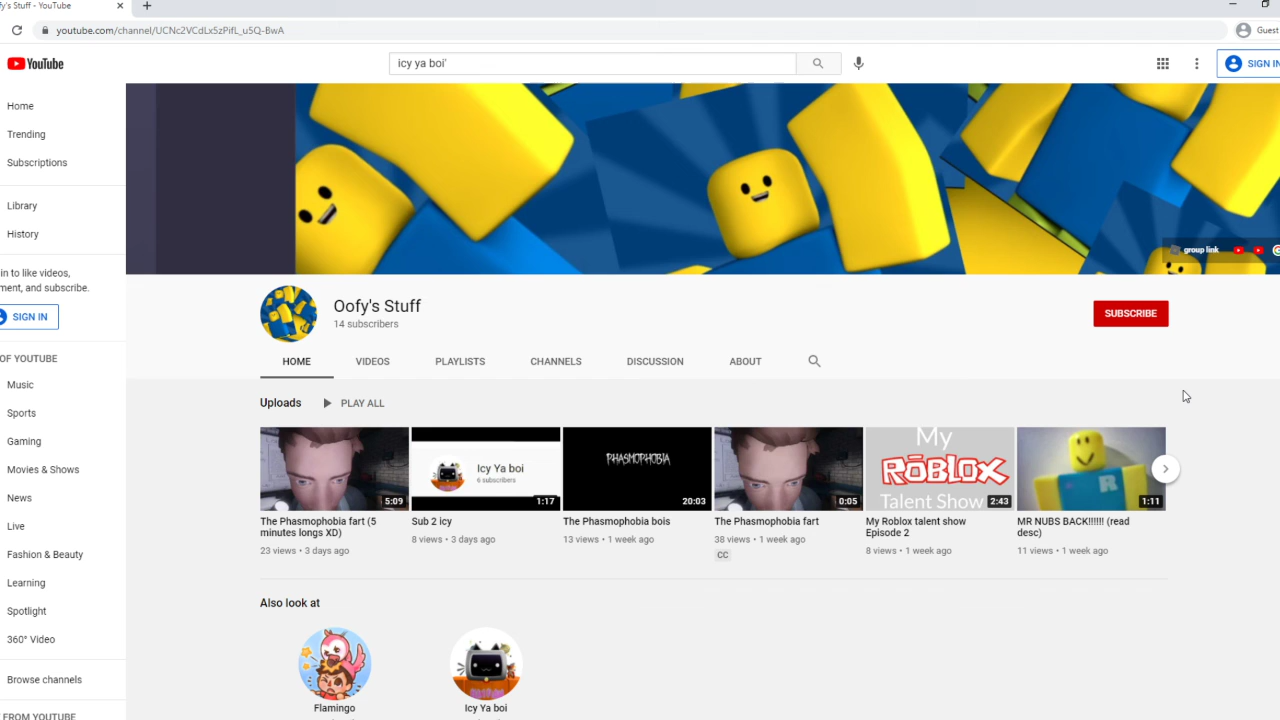 fy's Stuff - YouTube
youtube.com/channel/UCNc2VCdLx5zPifL_u5Q-BwA
Guest
YouTube
icy ya boi'
SIGN IN
Home
Trending
Subscriptions
Library
History
in to like videos,
ment, and subscribe.
SIGN IN
OF YOUTUBE
Music
Sports
Gaming
Movies & Shows
News
Live
Fashion & Beauty
Learning
Spotlight
360° Video
Browse channels
FROM YOUTUBE
group link
Oofy's Stuff
14 subscribers
SUBSCRIBE
HOME VIDEOS PLAYLISTS CHANNELS DISCUSSION ABOUT
Uploads PLAY ALL
5:09
Icy Ya boi
6 subscribers
1:17
PHASMOPHOBIA
20:03
0:05
My
ROBLOX
Talent Show
2:43
R
1:11
The Phasmophobia fart (5
minutes longs XD)
23 views • 3 days ago
Sub 2 icy
8 views • 3 days ago
The Phasmophobia bois
13 views • 1 week ago
The Phasmophobia fart
38 views • 1 week ago
CC
My Roblox talent show
Episode 2
8 views • 1 week ago
MR NUBS BACK!!!!!! (read
desc)
11 views • 1 week ago
Also look at
Flamingo
Icy Ya boi